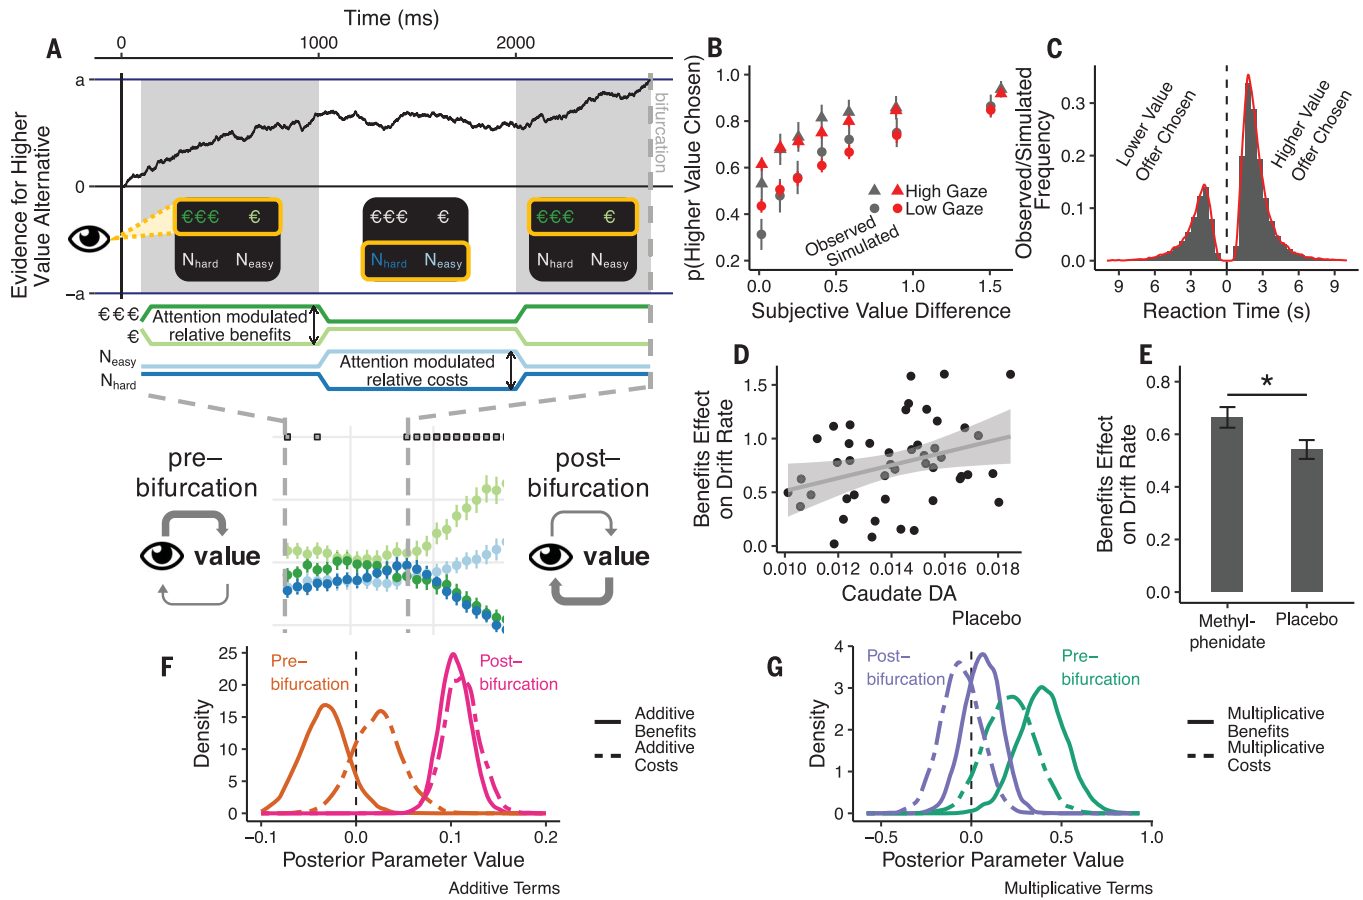 Time (ms)
A
0
1000
2000
Evidence for Higher
Value Alternative
a
0
−a
bifurcation
€€€ €
N_hard N_easy
€€€ €
N_hard N_easy
€€€ €
N_hard N_easy
€€€
€
Attention modulated
relative benefits
N_easy
N_hard
Attention modulated
relative costs
pre−
bifurcation
value
post−
bifurcation
value
B
p(Higher Value Chosen)
1.0
0.8
0.6
0.4
0.2
High Gaze
Low Gaze
Observed
Simulated
0.0
0.5
1.0
1.5
Subjective Value Difference
C
Observed/Simulated
Frequency
0.3
0.2
0.1
0.0
Lower Value
Offer Chosen
Higher Value
Offer Chosen
9 6 3 0 3 6 9
Reaction Time (s)
D
Benefits Effect
on Drift Rate
1.5
1.0
0.5
0.0
0.010 0.012 0.014 0.016 0.018
Caudate DA
Placebo
E
Benefits Effect
on Drift Rate
0.8
0.6
0.4
0.2
0.0
*
Methyl-
phenidate
Placebo
F
Density
25
20
15
10
5
0
Pre−
bifurcation
Post−
bifurcation
Additive
Benefits
Additive
Costs
−0.1 0.0 0.1 0.2
Posterior Parameter Value
Additive Terms
G
Density
4
3
2
1
0
Post−
bifurcation
Pre−
bifurcation
Multiplicative
Benefits
Multiplicative
Costs
−0.5 0.0 0.5 1.0
Posterior Parameter Value
Multiplicative Terms